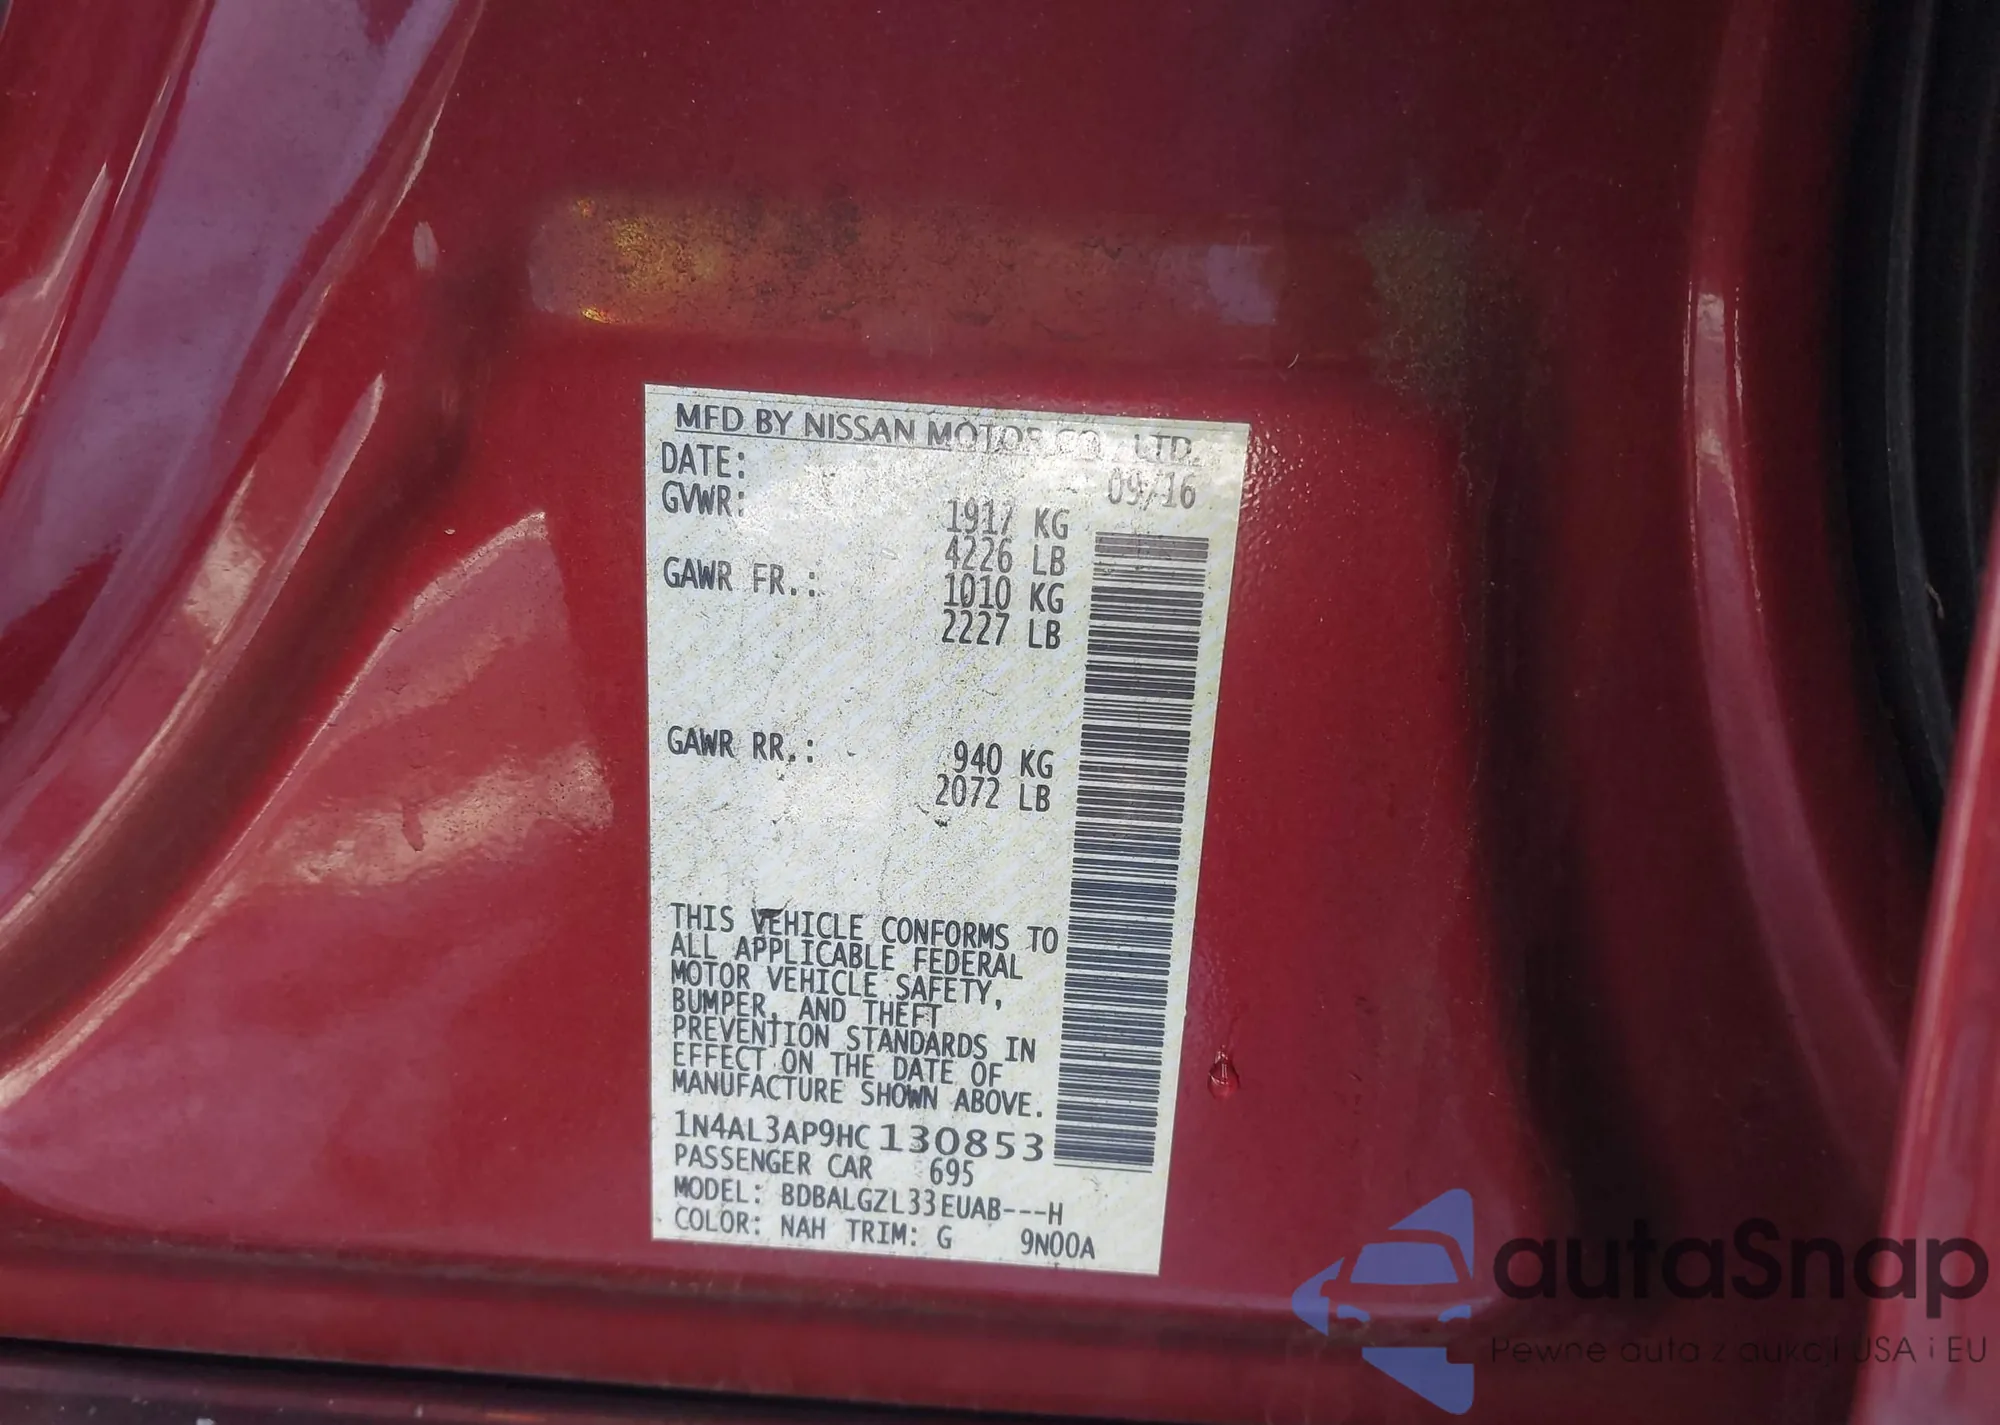 MFD BY NISSAN MOTOR CO., LTD.
DATE: 09/16
GVWR: 1917 KG
4226 LB
GAWR FR.: 1010 KG
2227 LB
GAWR RR.: 940 KG
2072 LB
THIS VEHICLE CONFORMS TO
ALL APPLICABLE FEDERAL
MOTOR VEHICLE SAFETY,
BUMPER, AND THEFT
PREVENTION STANDARDS IN
EFFECT ON THE DATE OF
MANUFACTURE SHOWN ABOVE.
1N4AL3AP9HC130853
PASSENGER CAR 695
MODEL: BDBALGZL33EUAB---H
COLOR: NAH TRIM: G 9N00A
autaSnap
Pewne auta z aukcji USA i EU